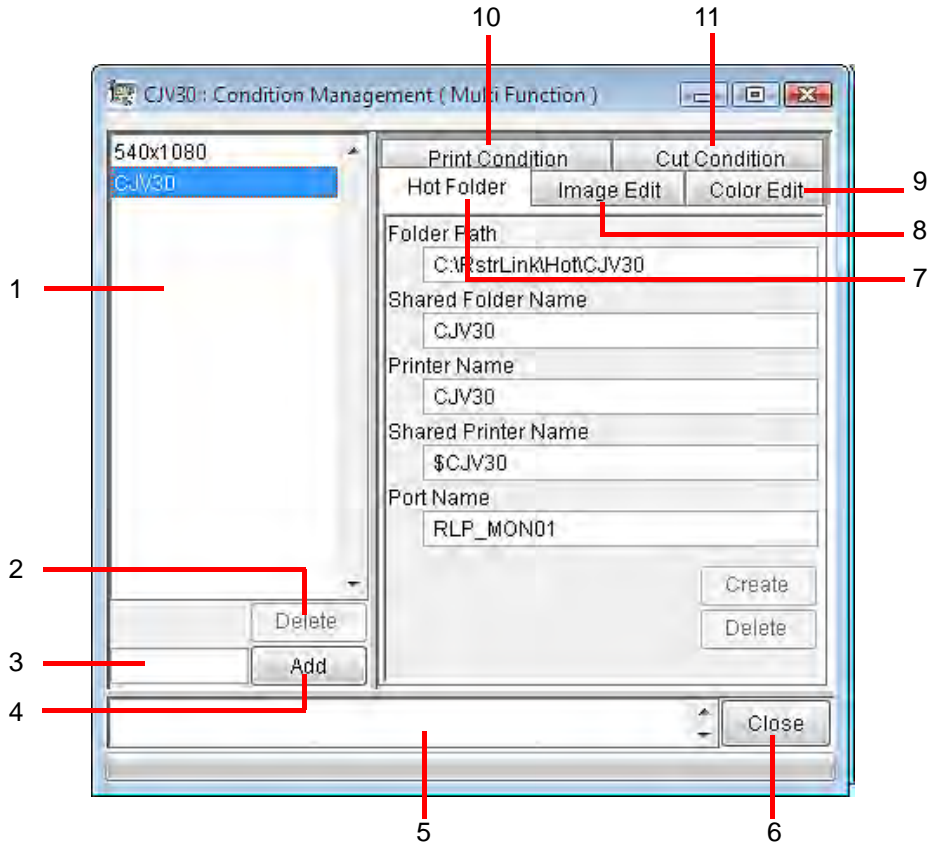 10
11
CJV30 : Condition Management ( Multi Function )
540x1080
CJV30
Print Condition
Cut Condition
Hot Folder
Image Edit
Color Edit
9
8
Folder Path
C:\RstrLink\Hot\CJV30
7
1
Shared Folder Name
CJV30
Printer Name
CJV30
Shared Printer Name
$CJV30
Port Name
RLP_MON01
2
Create
Delete
Delete
3
Add
4
Close
5
6